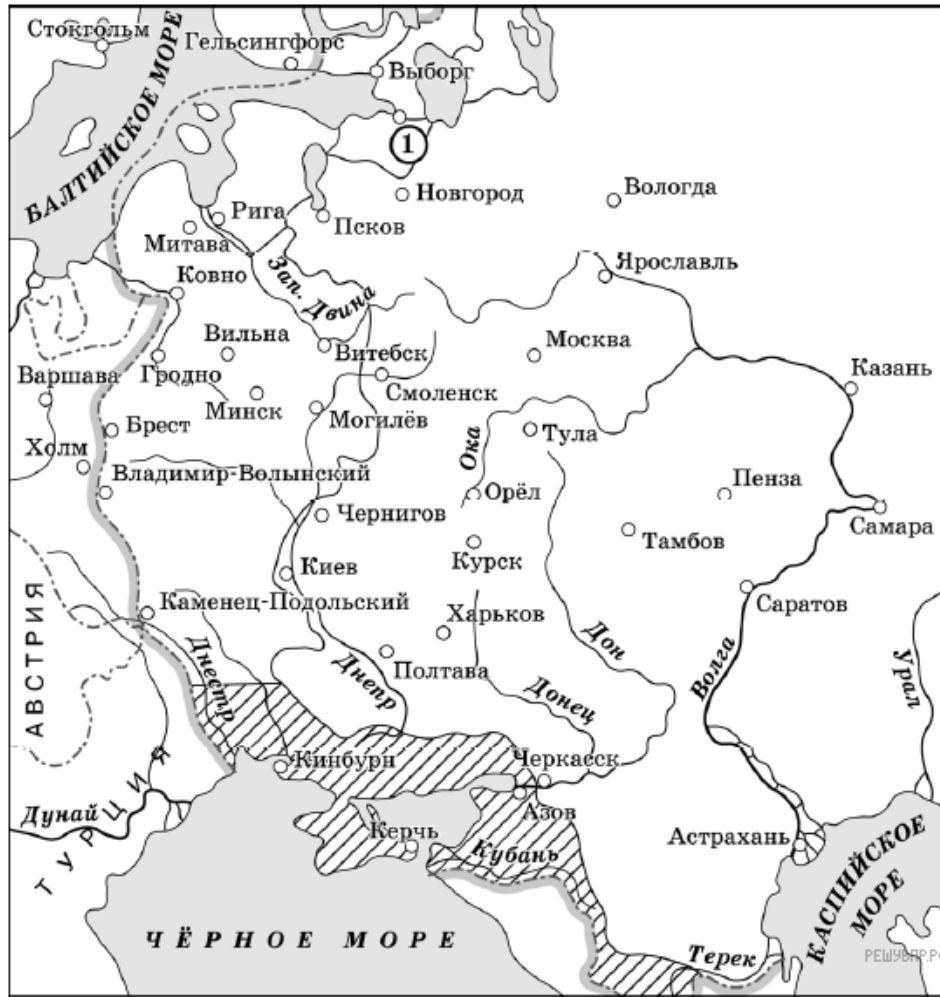 Стокгольм
Гельсингфорс
Выборг
БАЛТИЙСКОЕ МОРЕ
1
Новгород
Вологда
Рига
Псков
Митава
Ярославль
Ковно
Зап. Двина
Вильна
Витебск
Москва
Варшава
Гродно
Смоленск
Казань
Минск
Могилёв
Брест
Ока
Тула
Холм
Владимир-Волынский
Орёл
Пенза
Чернигов
Тамбов
Самара
Курск
Киев
Каменец-Подольский
Харьков
Саратов
АВСТРИЯ
Днестр
Днепр
Полтава
Дон
Донец
Волга
Урал
Кинбурн
Черкасск
Дунай
ТУРЦИЯ
Азов
Керчь
Кубань
Астрахань
КАСПИЙСКОЕ
МОРЕ
ЧЁРНОЕ МОРЕ
Терек
РЕШУВПР.РФ